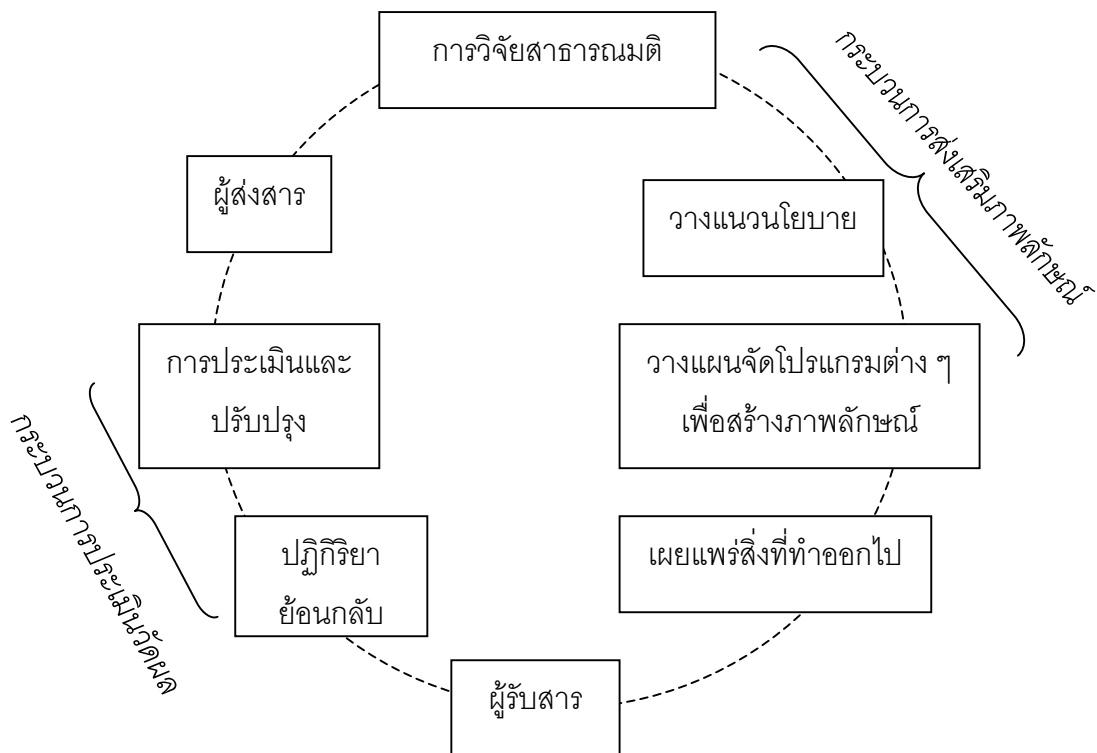 การวิจัยสาธารณมติ
กระบวนการส่งเสริมภาพลักษณ์
ผู้ส่งสาร
วางแนวนโยบาย
การประเมินและ
ปรับปรุง
วางแผนจัดโปรแกรมต่าง ๆ
เพื่อสร้างภาพลักษณ์
กระบวนการประเมินวัดผล
ปฏิกิริยา
ย้อนกลับ
เผยแพร่สิ่งที่ทำออกไป
ผู้รับสาร